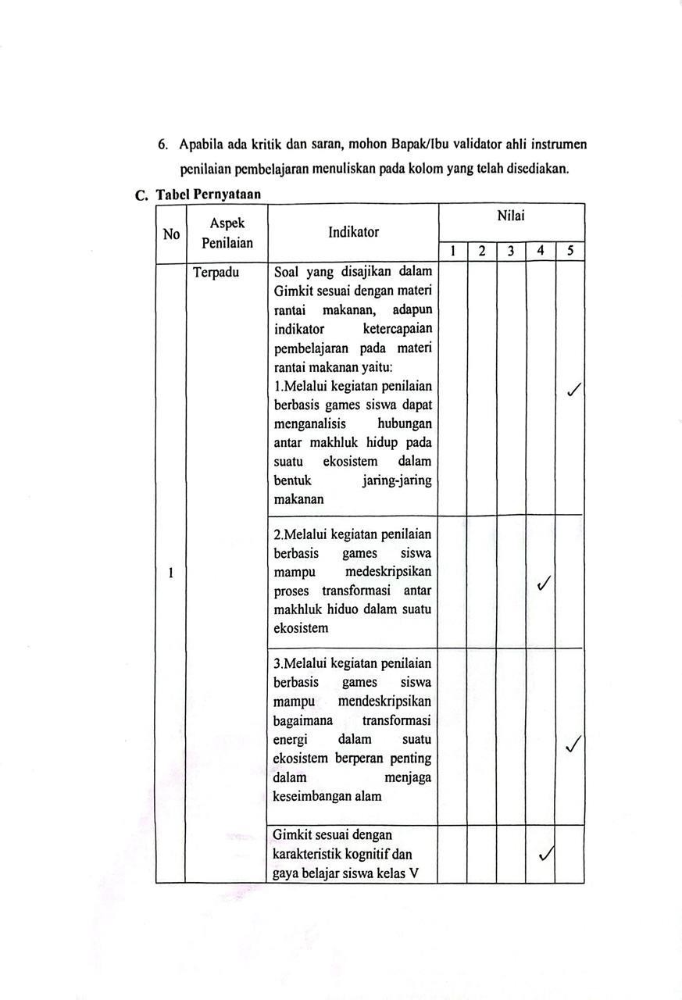 6. Apabila ada kritik dan saran, mohon Bapak/Ibu validator ahli instrumen
penilaian pembelajaran menuliskan pada kolom yang telah disediakan.
C. Tabel Pernyataan
No
Aspek
Penilaian
Indikator
Nilai
1 2 3 4 5
1
Terpadu
Soal yang disajikan dalam
Gimkit sesuai dengan materi
rantai makanan, adapun
indikator ketercapaian
pembelajaran pada materi
rantai makanan yaitu:
1.Melalui kegiatan penilaian
berbasis games siswa dapat
menganalisis hubungan
antar makhluk hidup pada
suatu ekosistem dalam
bentuk jaring-jaring
makanan
✓
2.Melalui kegiatan penilaian
berbasis games siswa
mampu medeskripsikan
proses transformasi antar
makhluk hiduo dalam suatu
ekosistem
✓
3.Melalui kegiatan penilaian
berbasis games siswa
mampu mendeskripsikan
bagaimana transformasi
energi dalam suatu
ekosistem berperan penting
dalam menjaga
keseimbangan alam
✓
Gimkit sesuai dengan
karakteristik kognitif dan
gaya belajar siswa kelas V
✓